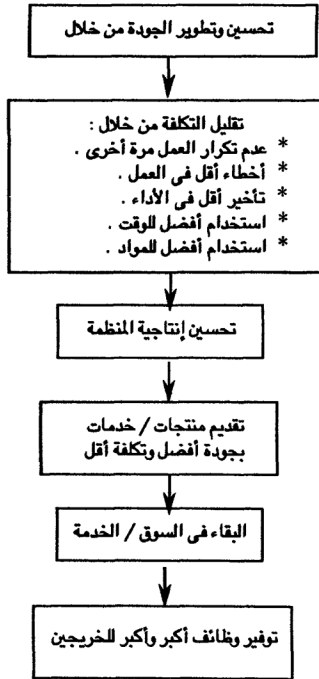 تحسين وتطوير الجودة من خلال
تقليل التكلفة من خلال :
* عدم تكرار العمل مرة أخرى .
* أخطاء أقل فى العمل .
* تأخير أقل فى الأداء .
* استخدام أفضل للوقت .
* استخدام أفضل للمواد .
تحسين إنتاجية المنظمة
تقديم منتجات / خدمات
بجودة أفضل وتكلفة أقل
البقاء فى السوق / الخدمة
توفير وظائف أكبر وأكبر للخريجين